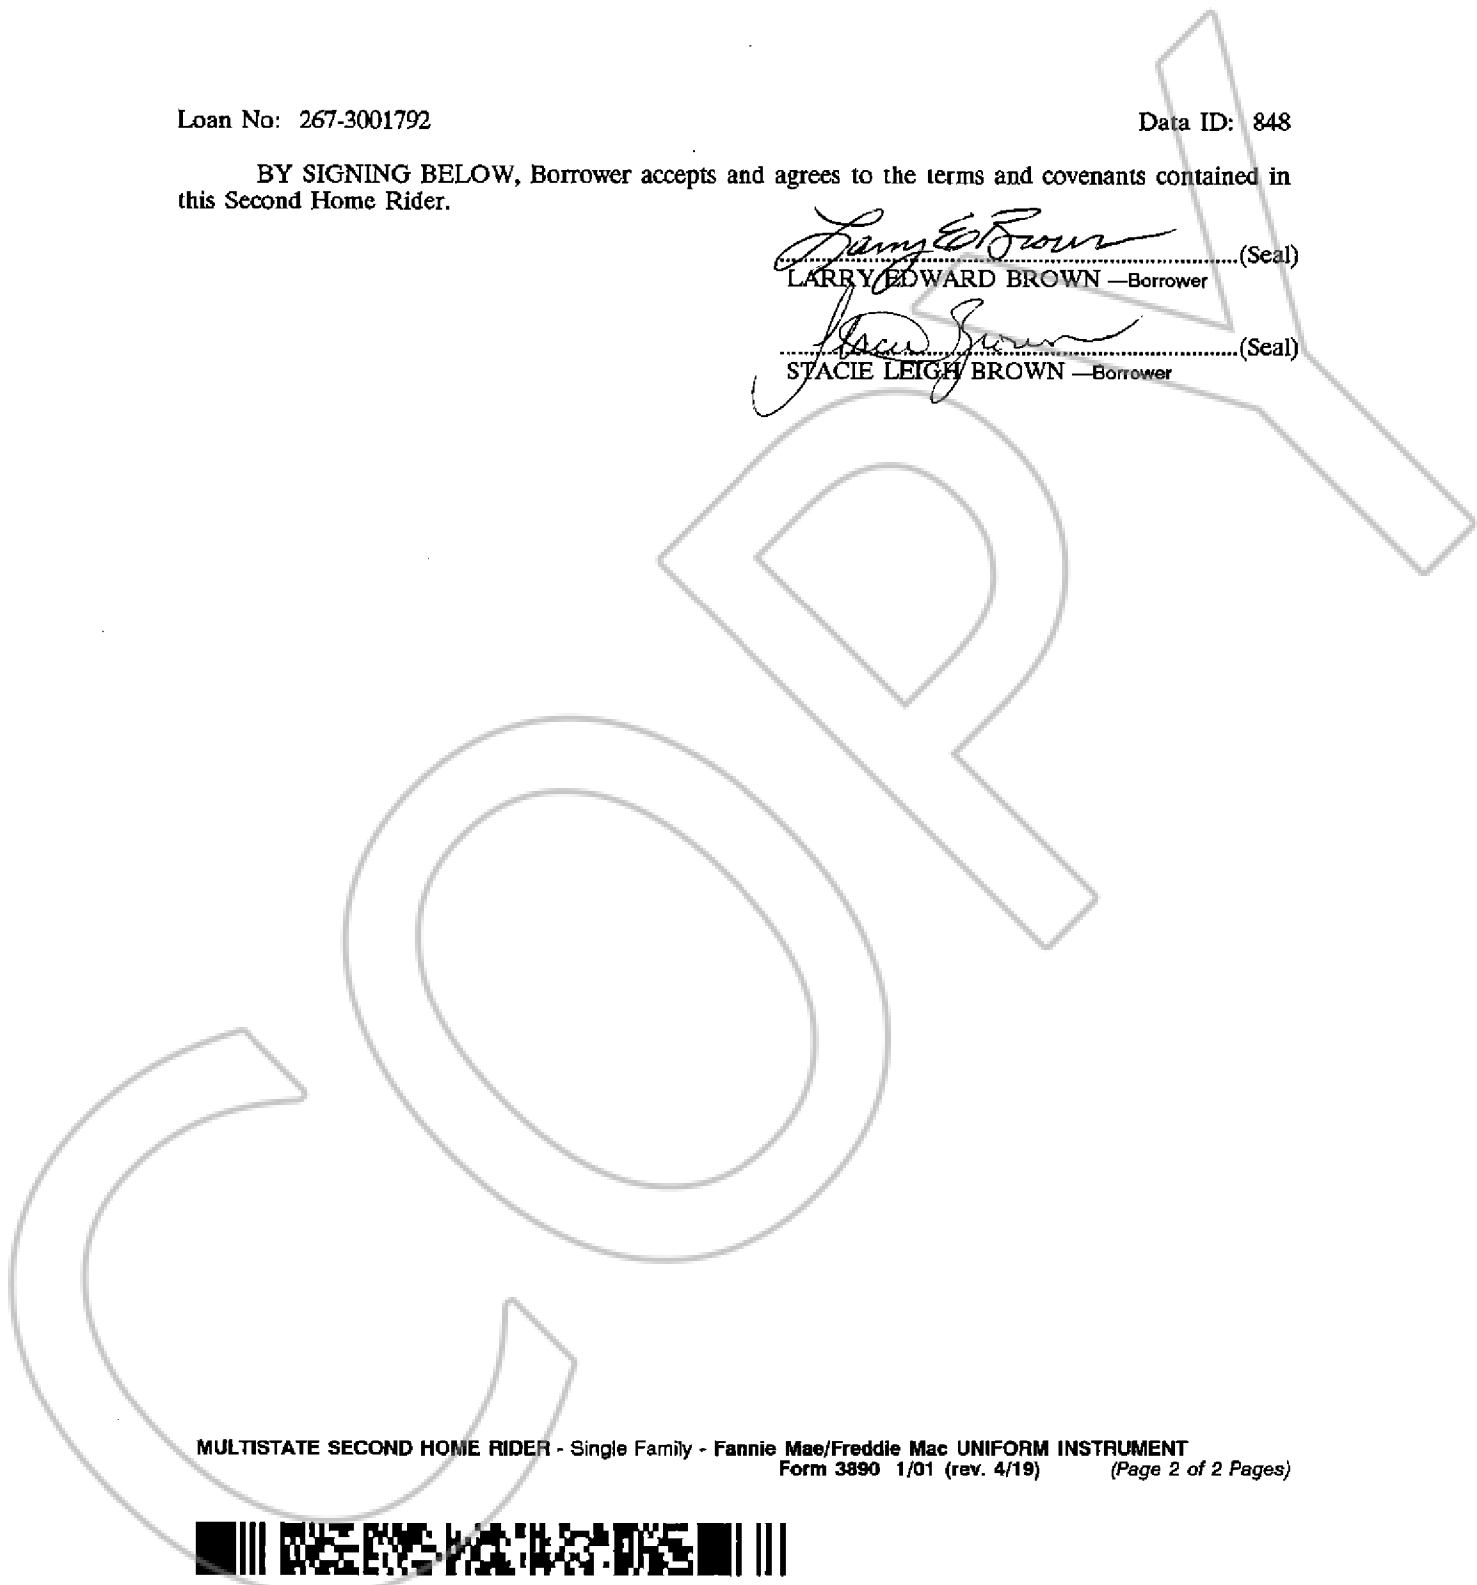 Loan No: 267-3001792 Data ID: 848
BY SIGNING BELOW, Borrower accepts and agrees to the terms and covenants contained in
this Second Home Rider.
Larry E Brown
(Seal)
LARRY EDWARD BROWN —Borrower
Stacie Brown
(Seal)
STACIE LEIGH BROWN —Borrower
COPY
MULTISTATE SECOND HOME RIDER - Single Family - Fannie Mae/Freddie Mac UNIFORM INSTRUMENT
Form 3890 1/01 (rev. 4/19) (Page 2 of 2 Pages)